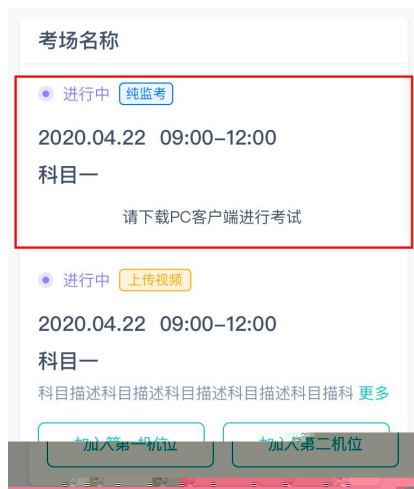 考场名称
进行中 纯监考
2020.04.22 09:00–12:00
科目一
请下载PC客户端进行考试
进行中 上传视频
2020.04.22 09:00–12:00
科目一
科目描述科目描述科目描述科目描述科目描科 更多
加入第一机位 加入第二机位